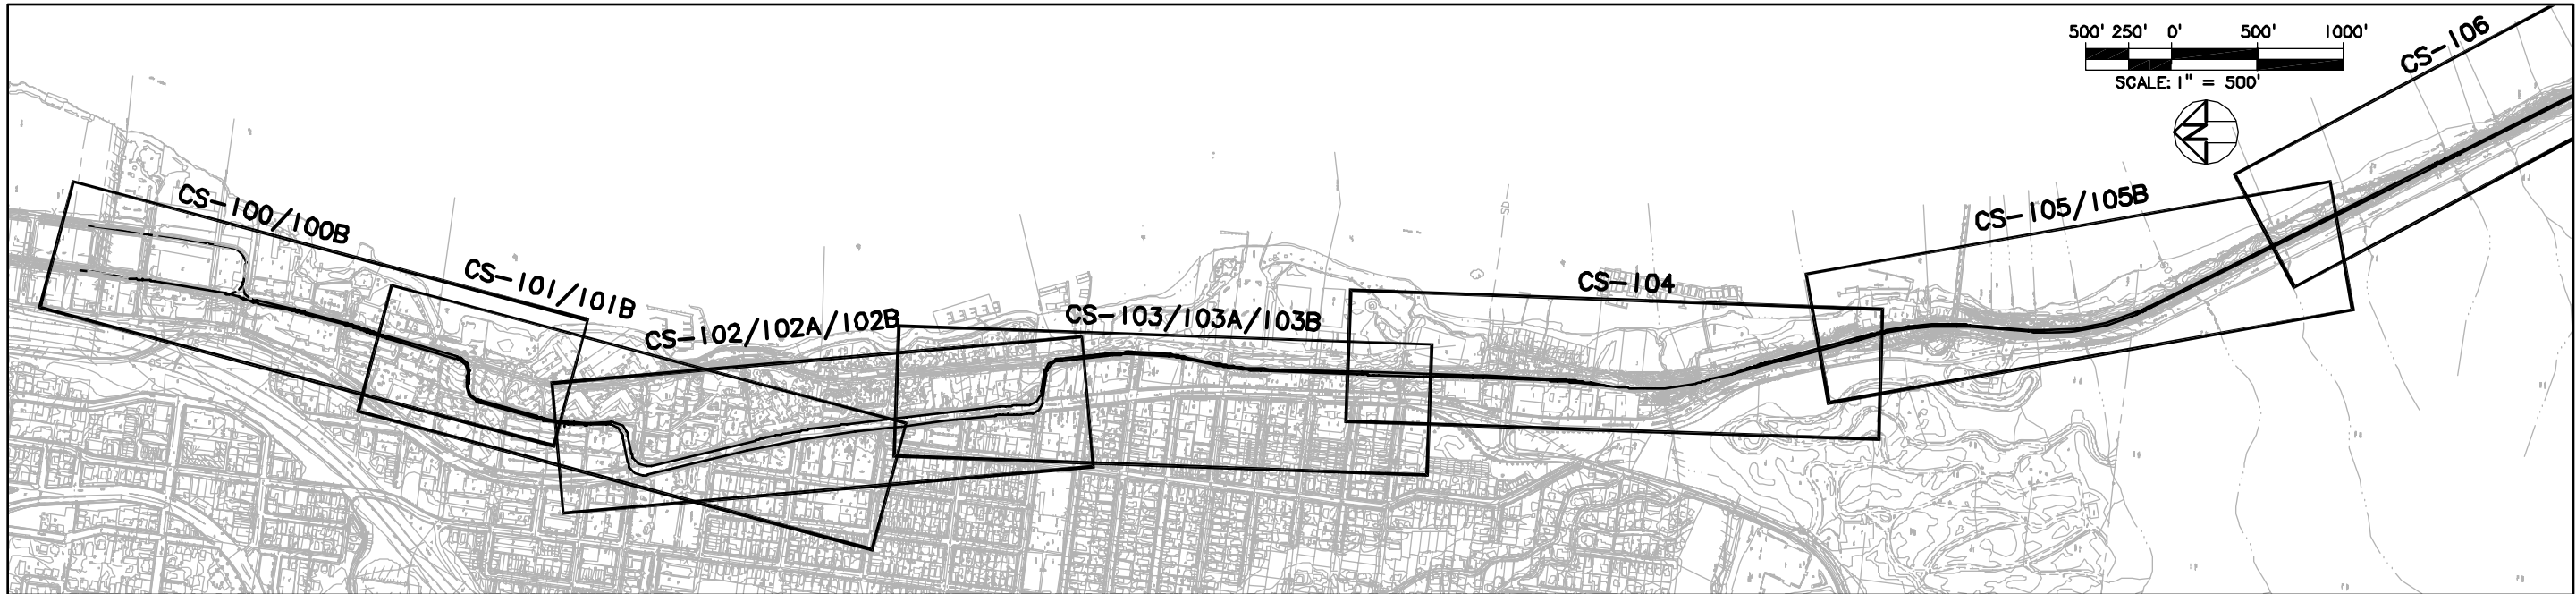 500' 250' 0' 500' 1000'
SCALE: 1" = 500'
N
CS-106
CS-105/105B
CS-100/100B
CS-101/101B
CS-102/102A/102B
CS-103/103A/103B
CS-104
SD